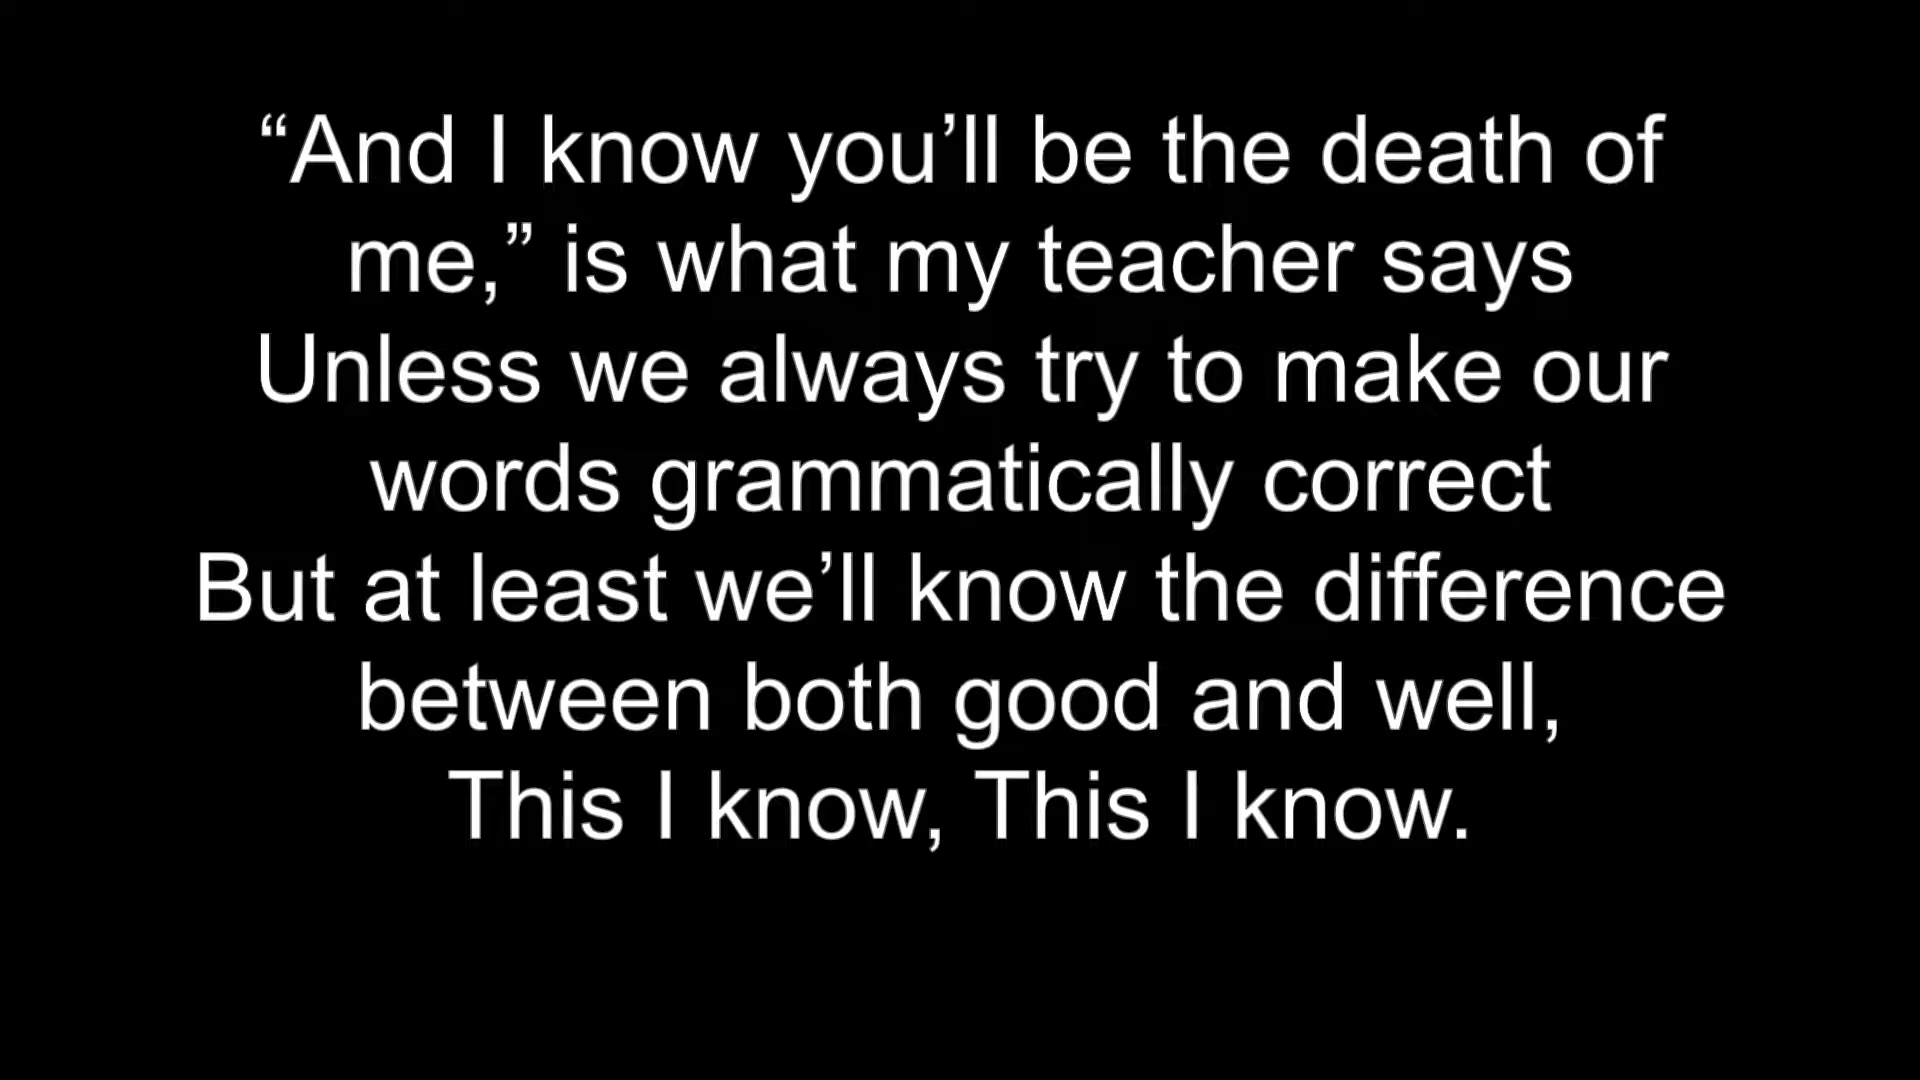 “And I know you’ll be the death of
me,” is what my teacher says
Unless we always try to make our
words grammatically correct
But at least we’ll know the difference
between both good and well,
This I know, This I know.